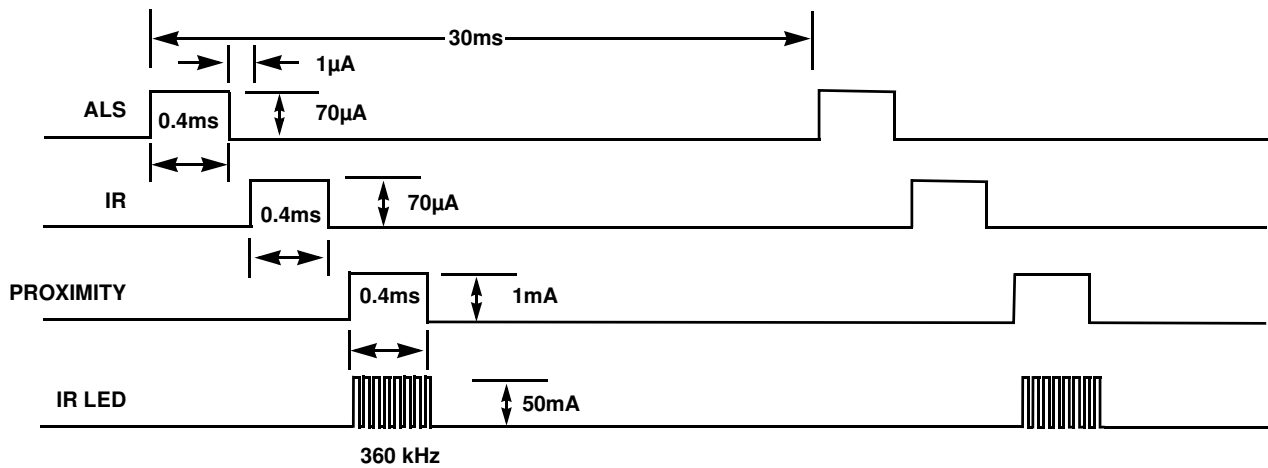 30ms
1µA
ALS
0.4ms
70µA
IR
0.4ms
70µA
PROXIMITY
0.4ms
1mA
IR LED
50mA
360 kHz